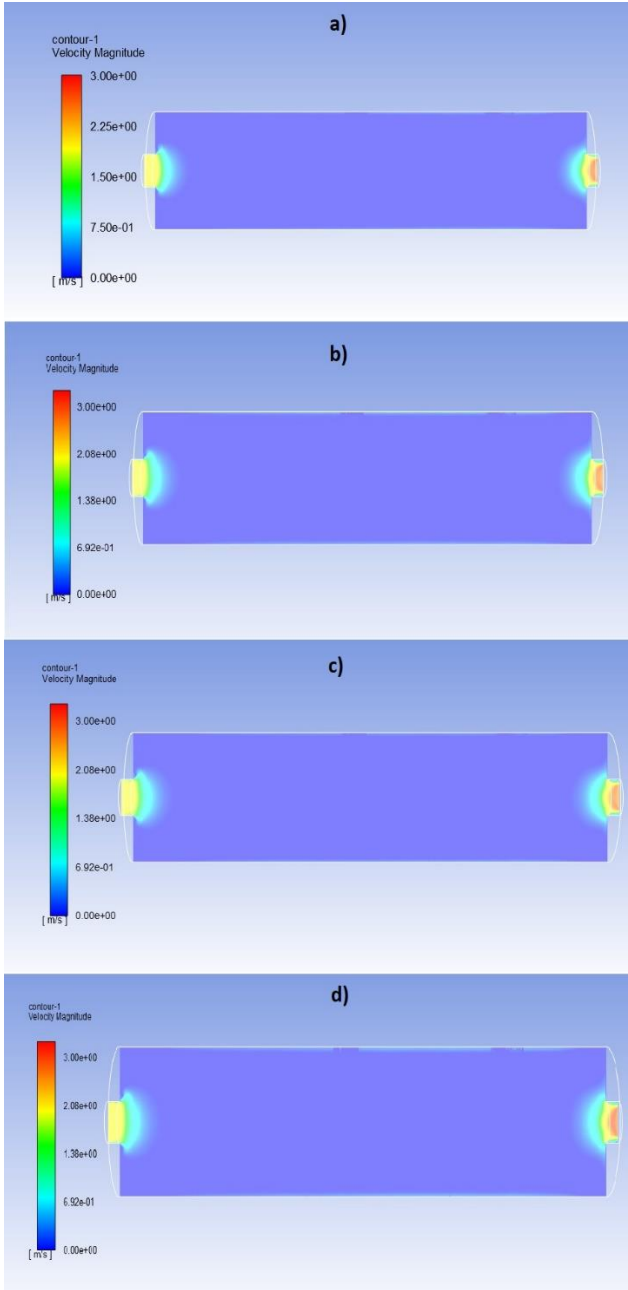 a)
contour-1
Velocity Magnitude
3.00e+00
2.25e+00
1.50e+00
7.50e-01
0.00e+00
[ m/s ]
b)
contour-1
Velocity Magnitude
3.00e+00
2.08e+00
1.38e+00
6.92e-01
0.00e+00
[ m/s ]
c)
contour-1
Velocity Magnitude
3.00e+00
2.08e+00
1.38e+00
6.92e-01
0.00e+00
[ m/s ]
d)
contour-1
Velocity Magnitude
3.00e+00
2.08e+00
1.38e+00
6.92e-01
0.00e+00
[ m/s ]